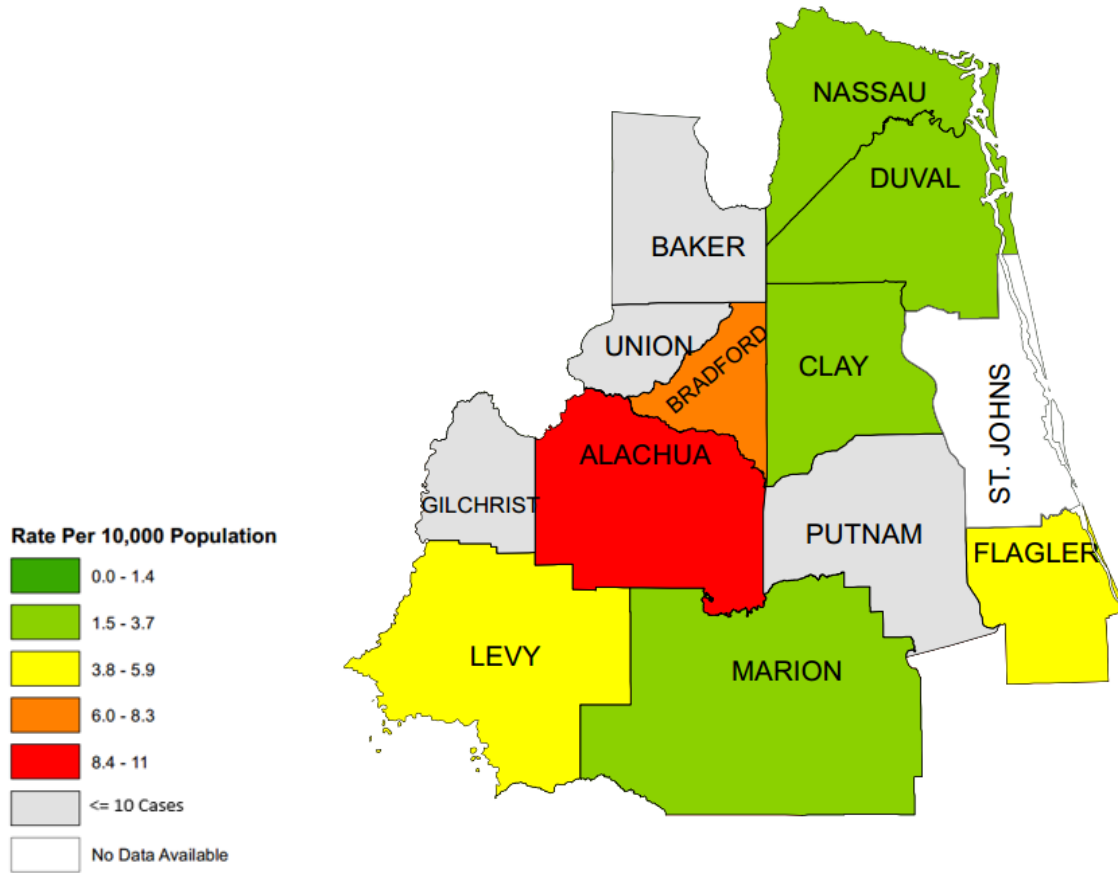 NASSAU
DUVAL
BAKER
UNION
BRADFORD
CLAY
ST. JOHNS
ALACHUA
GILCHRIST
PUTNAM
FLAGLER
LEVY
MARION
Rate Per 10,000 Population
0.0 - 1.4
1.5 - 3.7
3.8 - 5.9
6.0 - 8.3
8.4 - 11
<= 10 Cases
No Data Available